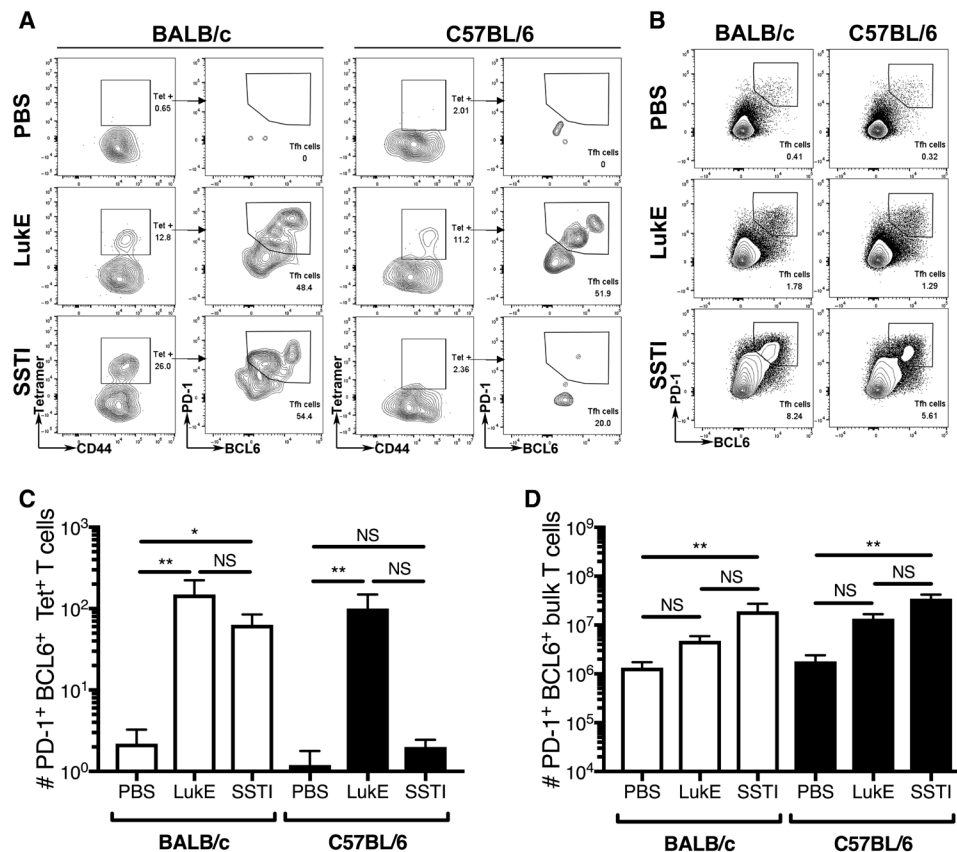 A
BALB/c
C57BL/6
PBS
Tet +
0.65
Tfh cells
0
Tet +
2.01
Tfh cells
0
LukE
Tet +
12.8
Tfh cells
48.4
Tet +
11.2
Tfh cells
51.9
SSTI
Tet +
26.0
Tfh cells
54.4
Tet +
2.36
Tfh cells
20.0
Tetramer
CD44
PD-1
BCL6
Tetramer
CD44
PD-1
BCL6
B
BALB/c
C57BL/6
PBS
Tfh cells
0.41
Tfh cells
0.32
LukE
Tfh cells
1.78
Tfh cells
1.29
SSTI
Tfh cells
8.24
Tfh cells
5.61
PD-1
BCL6
C
# PD-1⁺ BCL6⁺ Tet⁺ T cells
10³
10²
10¹
10⁰
*
**
NS
NS
**
NS
PBS
LukE
SSTI
PBS
LukE
SSTI
BALB/c
C57BL/6
D
# PD-1⁺ BCL6⁺ bulk T cells
10⁹
10⁸
10⁷
10⁶
10⁵
10⁴
**
NS
NS
**
NS
NS
PBS
LukE
SSTI
PBS
LukE
SSTI
BALB/c
C57BL/6